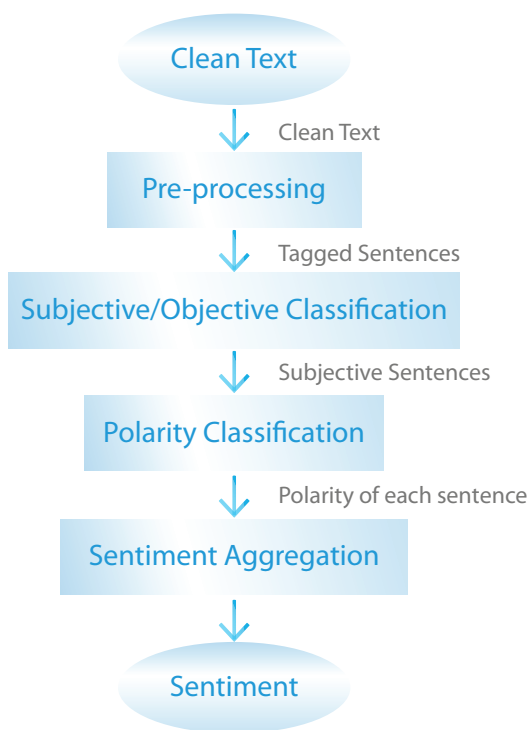 Clean Text
Clean Text
Pre-processing
Tagged Sentences
Subjective/Objective Classification
Subjective Sentences
Polarity Classification
Polarity of each sentence
Sentiment Aggregation
Sentiment